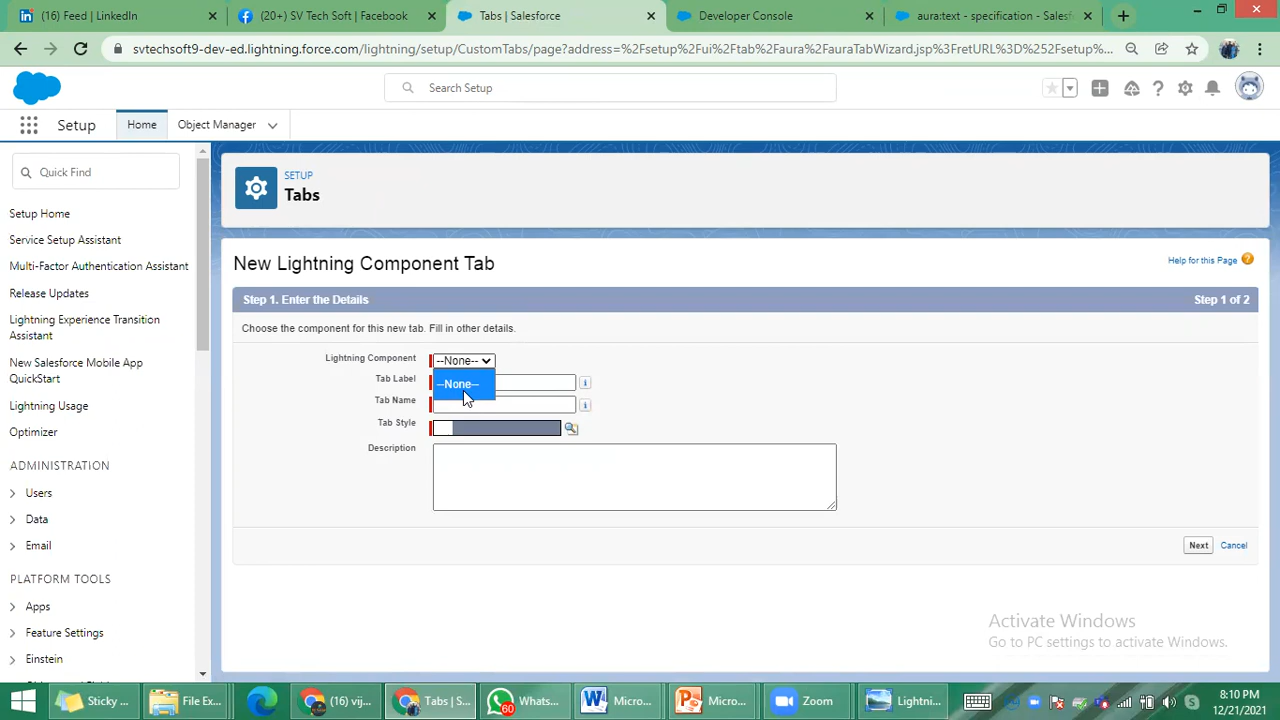 (16) Feed | LinkedIn
(20+) SV Tech Soft | Facebook
Tabs | Salesforce
Developer Console
aura:text - specification - Salesf
svtechsoft9-dev-ed.lightning.force.com/lightning/setup/CustomTabs/page?address=%2Fsetup%2Fui%2Ftab%2Faura%2FauraTabWizard.jsp%3FretURL%3D%252Fsetup%...
Search Setup
Setup
Home
Object Manager
Quick Find
Setup Home
Service Setup Assistant
Multi-Factor Authentication Assistant
Release Updates
Lightning Experience Transition
Assistant
New Salesforce Mobile App
QuickStart
Lightning Usage
Optimizer
ADMINISTRATION
Users
Data
Email
PLATFORM TOOLS
Apps
Feature Settings
Einstein
SETUP
Tabs
New Lightning Component Tab
Help for this Page
Step 1. Enter the Details
Step 1 of 2
Choose the component for this new tab. Fill in other details.
Lightning Component
--None--
--None--
Tab Label
Tab Name
Tab Style
Description
Next
Cancel
Activate Windows
Go to PC settings to activate Windows.
Sticky ...
File Ex...
(16) vij...
Tabs | S...
60
Whats...
Micro...
Micro...
Zoom
Lightni...
8:10 PM
12/21/2021